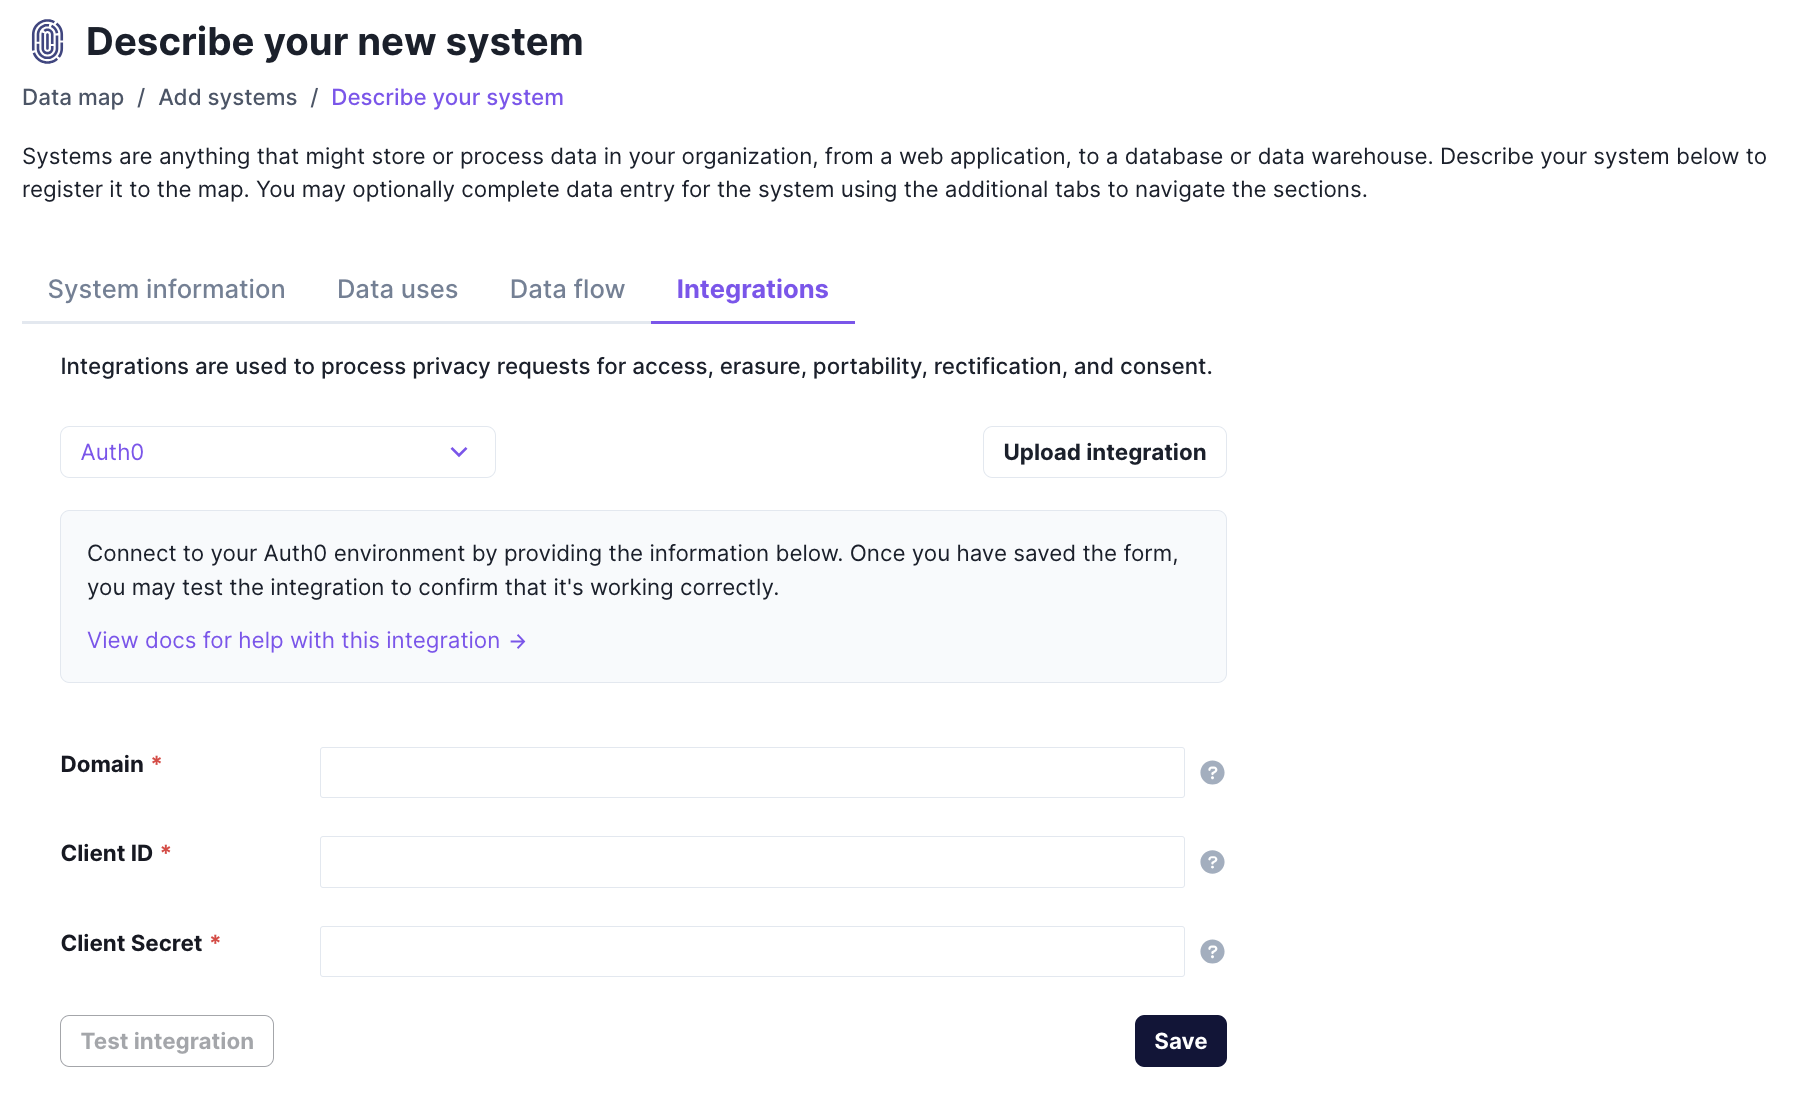 Describe your new system
Data map / Add systems / Describe your system
Systems are anything that might store or process data in your organization, from a web application, to a database or data warehouse. Describe your system below to
register it to the map. You may optionally complete data entry for the system using the additional tabs to navigate the sections.
System information Data uses Data flow Integrations
Integrations are used to process privacy requests for access, erasure, portability, rectification, and consent.
Auth0 Upload integration
Connect to your Auth0 environment by providing the information below. Once you have saved the form,
you may test the integration to confirm that it's working correctly.
View docs for help with this integration →
Domain * ?
Client ID * ?
Client Secret * ?
Test integration Save